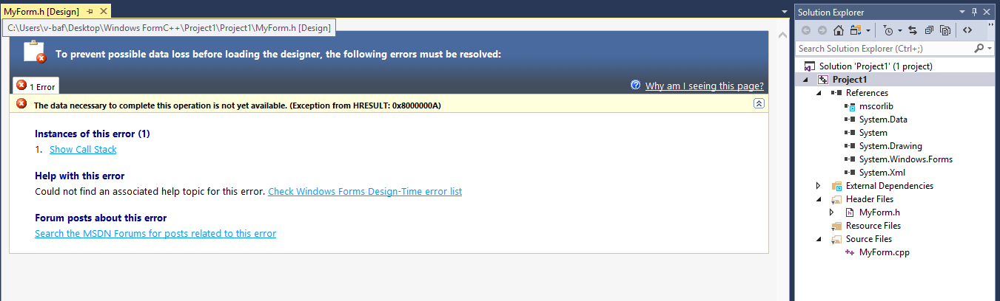 MyForm.h [Design]
C:\Users\v-baf\Desktop\Windows FormC++\Project1\Project1\MyForm.h [Design]
To prevent possible data loss before loading the designer, the following errors must be resolved:
1 Error
Why am I seeing this page?
The data necessary to complete this operation is not yet available. (Exception from HRESULT: 0x8000000A)
Instances of this error (1)
1. Show Call Stack
Help with this error
Could not find an associated help topic for this error. Check Windows Forms Design-Time error list
Forum posts about this error
Search the MSDN Forums for posts related to this error
Solution Explorer
Search Solution Explorer (Ctrl+;)
Solution 'Project1' (1 project)
Project1
References
mscorlib
System.Data
System
System.Drawing
System.Windows.Forms
System.Xml
External Dependencies
Header Files
MyForm.h
Resource Files
Source Files
MyForm.cpp